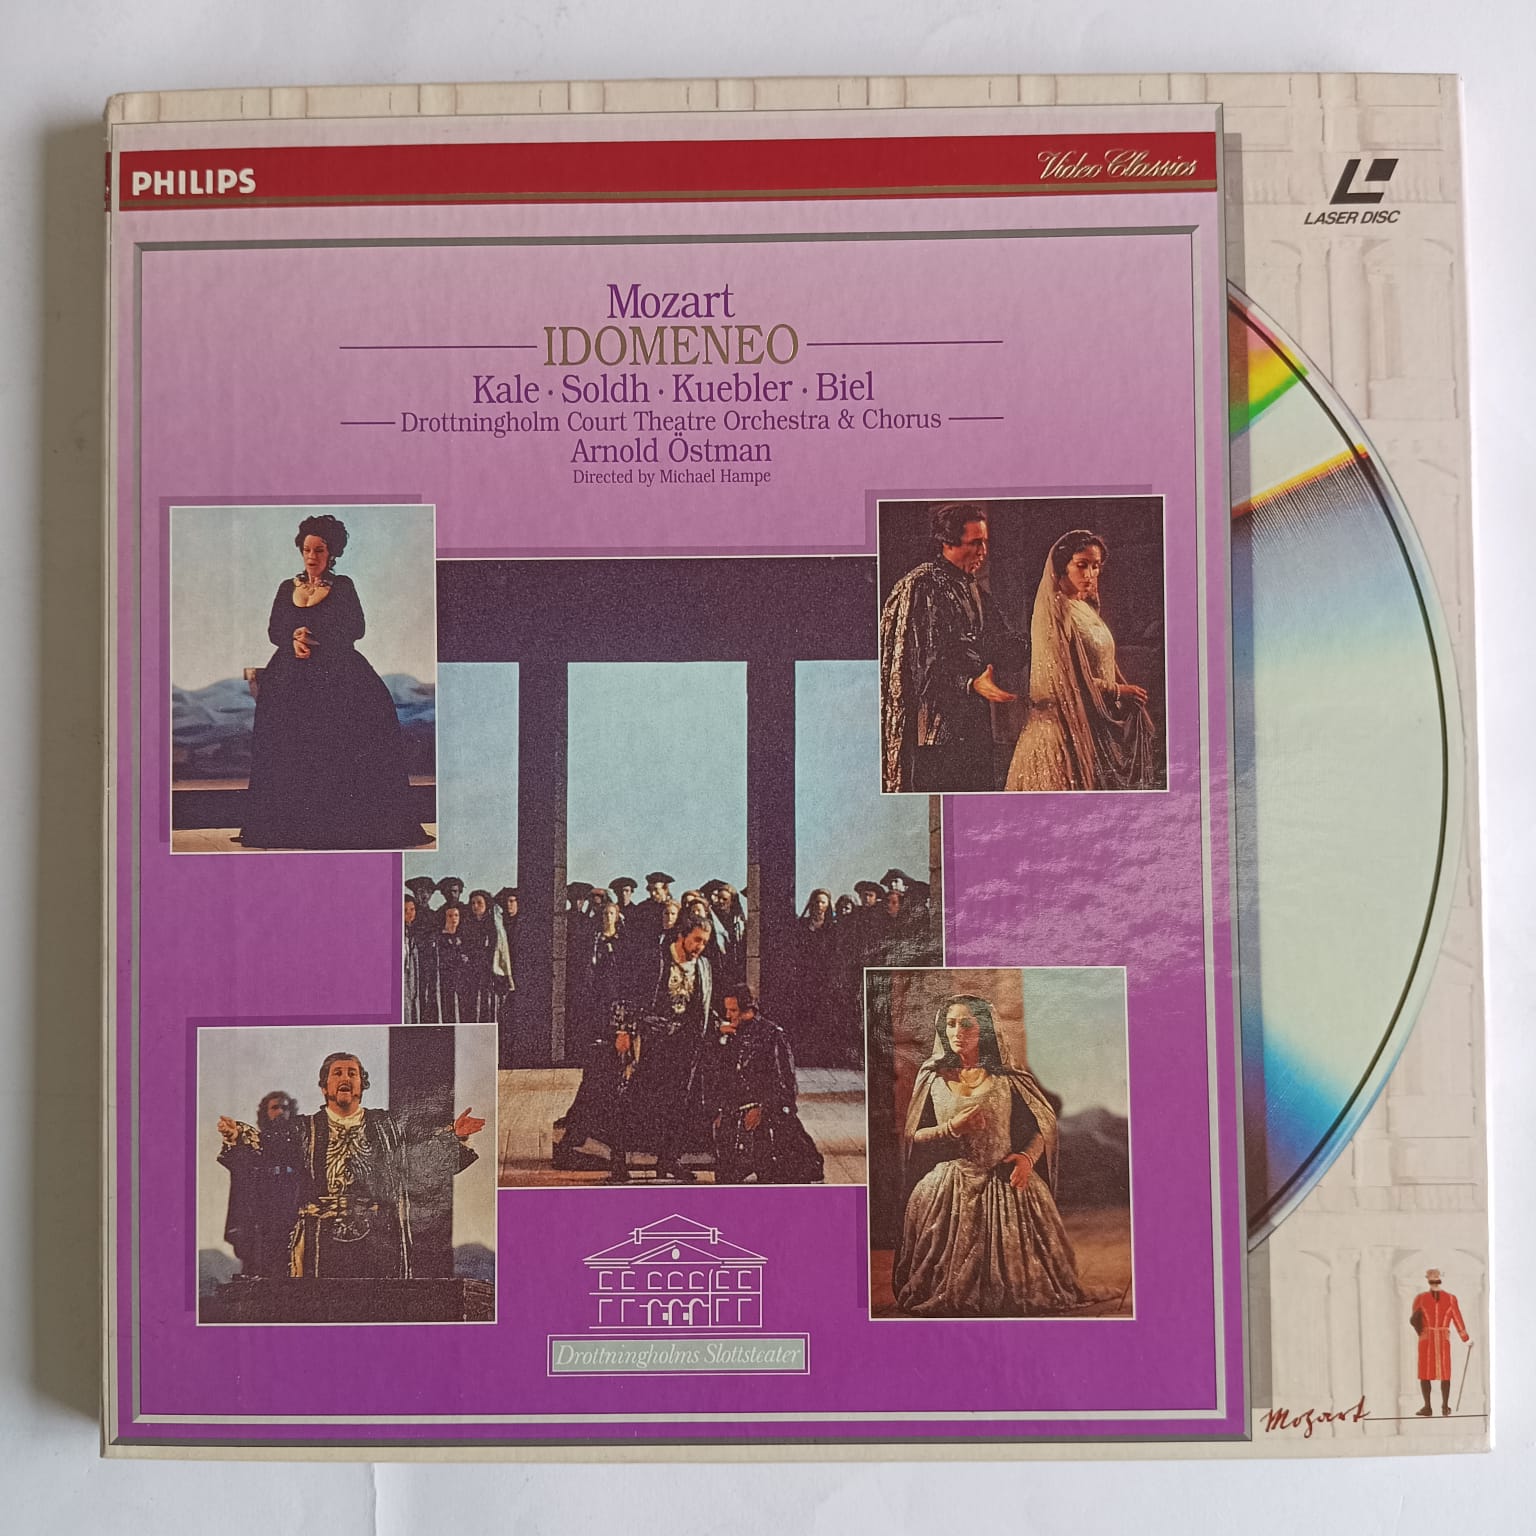 PHILIPS
Video Classics
LASER DISC
Mozart
IDOMENEO
Kale · Soldh · Kuebler · Biel
Drottningholm Court Theatre Orchestra & Chorus
Arnold Östman
Directed by Michael Hampe
Drottningholms Slottsteater
Mozart